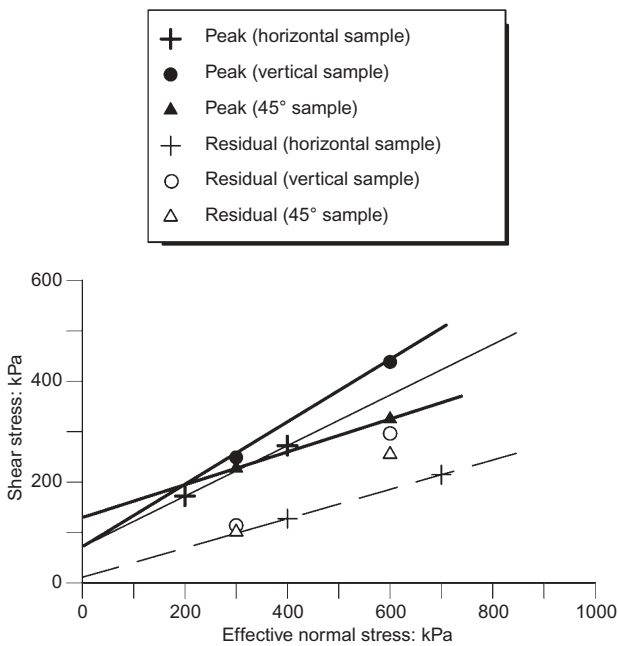 Peak (horizontal sample)
Peak (vertical sample)
Peak (45° sample)
Residual (horizontal sample)
Residual (vertical sample)
Residual (45° sample)
600
400
200
0
Shear stress: kPa
0 200 400 600 800 1000
Effective normal stress: kPa